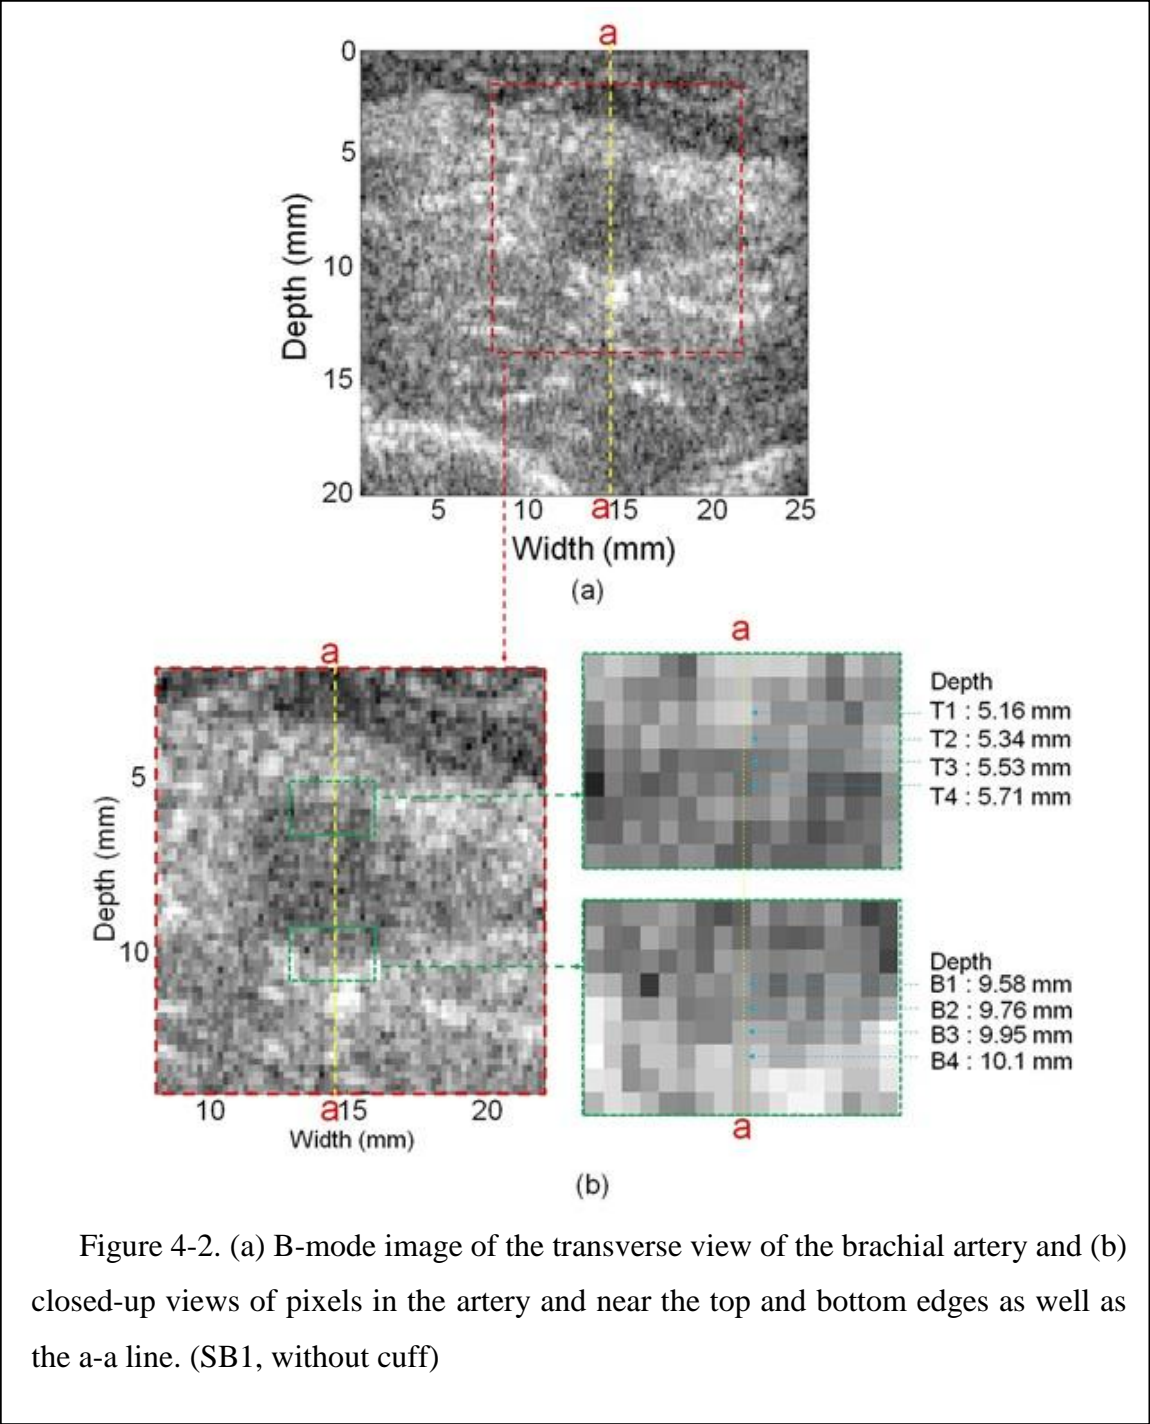 a
0
5
10
15
20
Depth (mm)
5 10 a15 20 25
Width (mm)
(a)
a
5
10
Depth (mm)
10 a15 20
Width (mm)
a
Depth
T1 : 5.16 mm
T2 : 5.34 mm
T3 : 5.53 mm
T4 : 5.71 mm
Depth
B1 : 9.58 mm
B2 : 9.76 mm
B3 : 9.95 mm
B4 : 10.1 mm
a
(b)
Figure 4-2. (a) B-mode image of the transverse view of the brachial artery and (b)
closed-up views of pixels in the artery and near the top and bottom edges as well as
the a-a line. (SB1, without cuff)